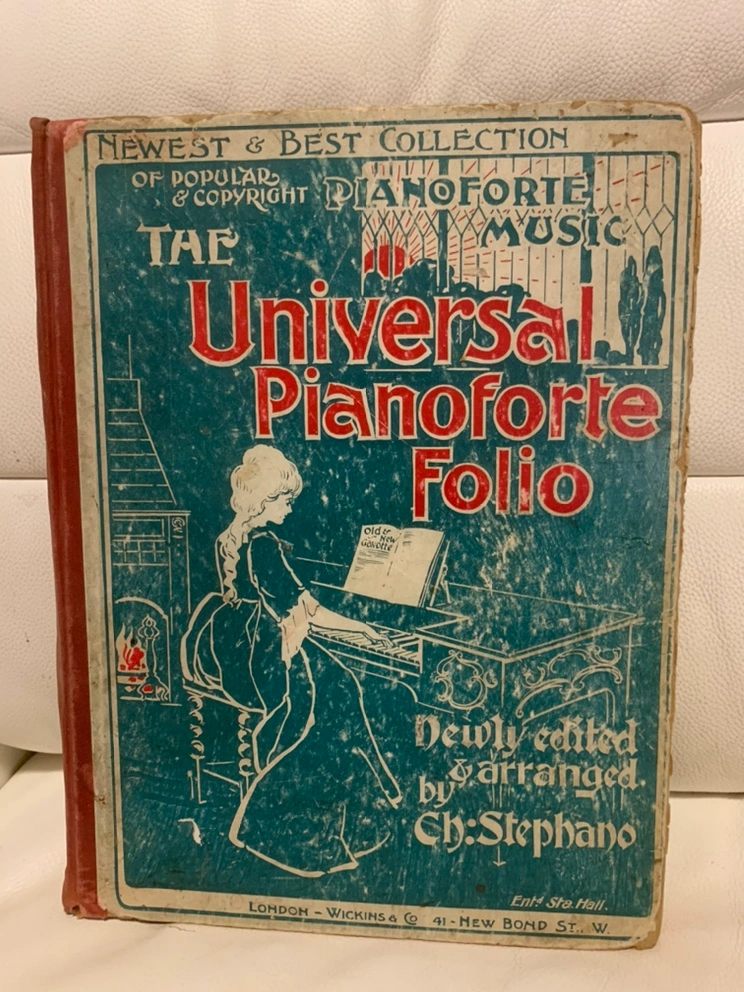 NEWEST & BEST COLLECTION
OF POPULAR
& COPYRIGHT PIANOFORTE
MUSIC
THE
Universal
Pianoforte
Folio
Old &
New
Gavotte
Newly edited
& arranged
by
Ch: Stephano
Entd Sta. Hall.
LONDON - WICKINS & Co 41 - NEW BOND ST., W.